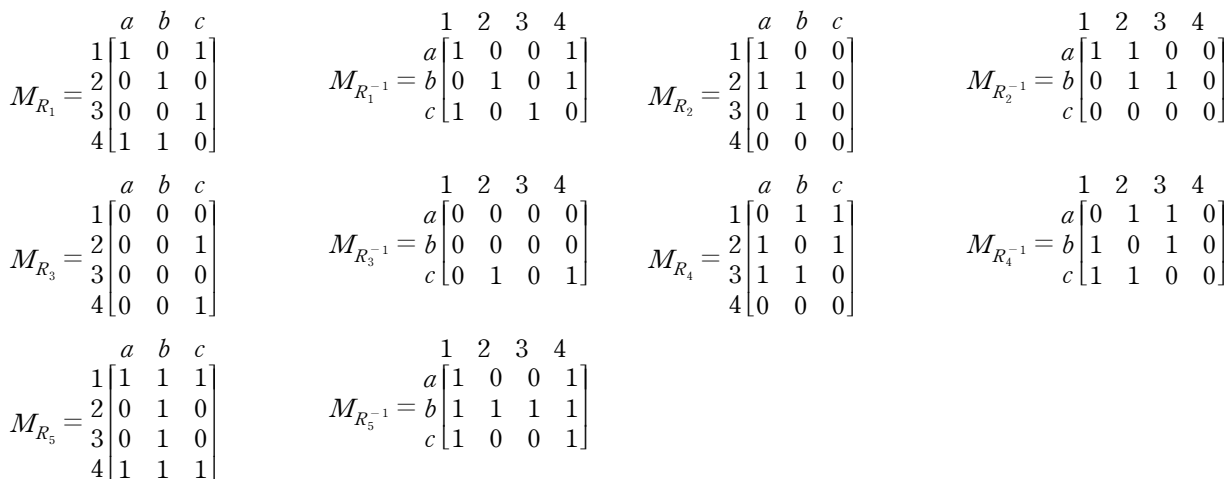 a b c 1 2 3 4 a b c 1 2 3 4
1 1 0 1 a 1 0 0 1 1 1 0 0 a 1 1 0 0
M_{R_1} = 2 0 1 0 M_{R_1^{-1}} = b 0 1 0 1 M_{R_2} = 2 1 1 0 M_{R_2^{-1}} = b 0 1 1 0
3 0 0 1 c 1 0 1 0 3 0 1 0 c 0 0 0 0
4 1 1 0 4 0 0 0
a b c 1 2 3 4 a b c 1 2 3 4
1 0 0 0 a 0 0 0 0 1 0 1 1 a 0 1 1 0
M_{R_3} = 2 0 0 1 M_{R_3^{-1}} = b 0 0 0 0 M_{R_4} = 2 1 0 1 M_{R_4^{-1}} = b 1 0 1 0
3 0 0 0 c 0 1 0 1 3 1 1 0 c 1 1 0 0
4 0 0 1 4 0 0 0
a b c 1 2 3 4
1 1 1 1 a 1 0 0 1
M_{R_5} = 2 0 1 0 M_{R_5^{-1}} = b 1 1 1 1
3 0 1 0 c 1 0 0 1
4 1 1 1